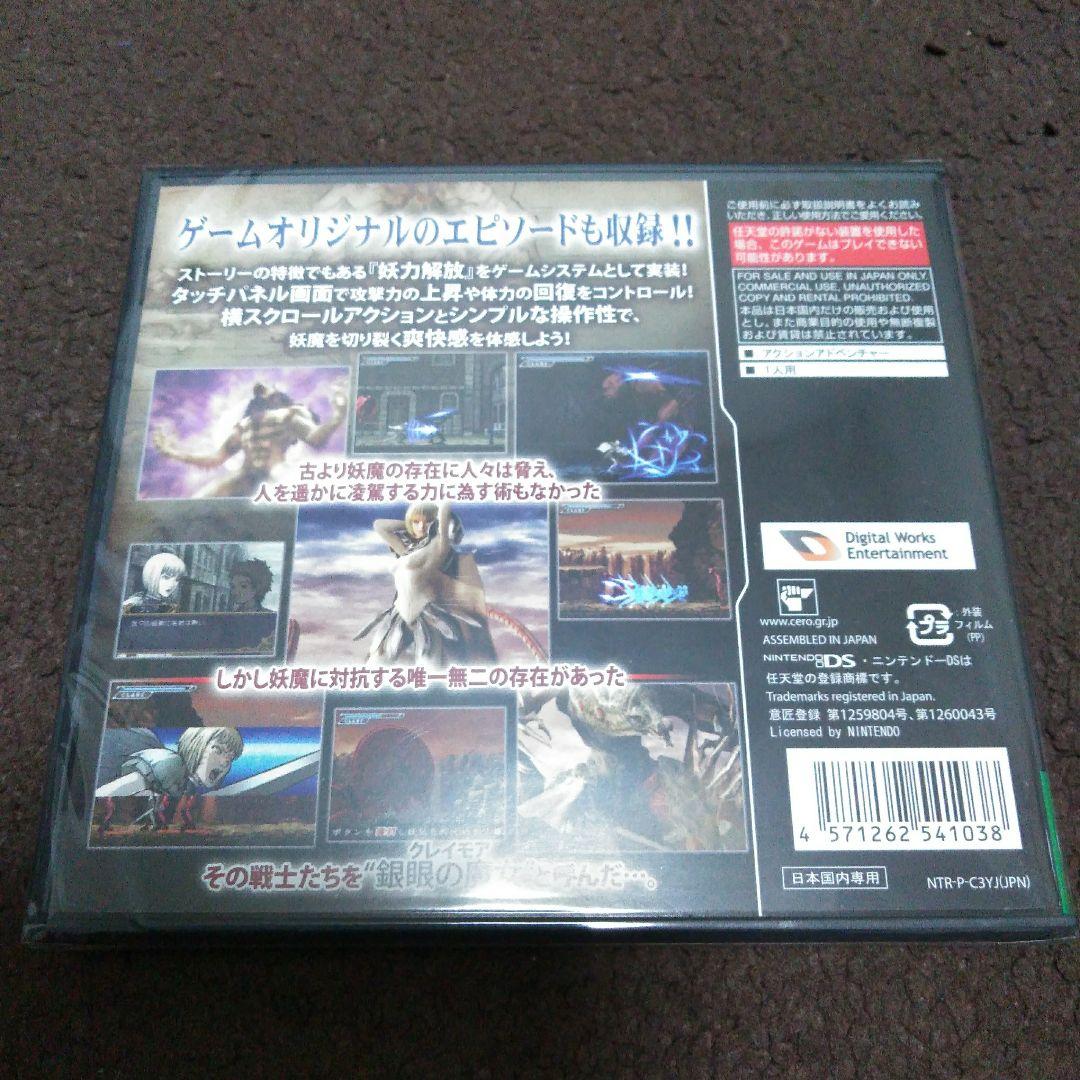 ゲームオリジナルのエピソードも収録!!
ストーリーの特徴でもある『妖力解放』をゲームシステムとして実装!
タッチパネル画面で攻撃力の上昇や体力の回復をコントロール!
横スクロールアクションとシンプルな操作性で、
妖魔を切り裂く爽快感を体感しよう!
古より妖魔の存在に人々は脅え、
人を遥かに凌駕する力に為す術もなかった
しかし妖魔に対抗する唯一無二の存在があった
CLARE
CLARE
クレイモア
その戦士たちを“銀眼の魔女”と呼んだ…。
ご使用前に必ず取扱説明書をよくお読み
いただき、正しい使用方法でご愛用ください。
任天堂の許諾がない装置を使用した
場合、このゲームはプレイできない
可能性があります。
FOR SALE AND USE IN JAPAN ONLY.
COMMERCIAL USE, UNAUTHORIZED
COPY AND RENTAL PROHIBITED.
本品は日本国内だけの販売および使用
とし、また商業目的の使用や無断複製
および賃貸は禁止されています。
■ アクションアドベンチャー
■ 1人用
Digital Works
Entertainment
www.cero.gr.jp
プラ
:外装
フィルム
(PP)
ASSEMBLED IN JAPAN
NINTENDO DS・ニンテンドーDSは
任天堂の登録商標です。
Trademarks registered in Japan.
意匠登録 第1259804号、第1260043号
Licensed by NINTENDO
4 571262 541038
日本国内専用
NTR-P-C3YJ(JPN)